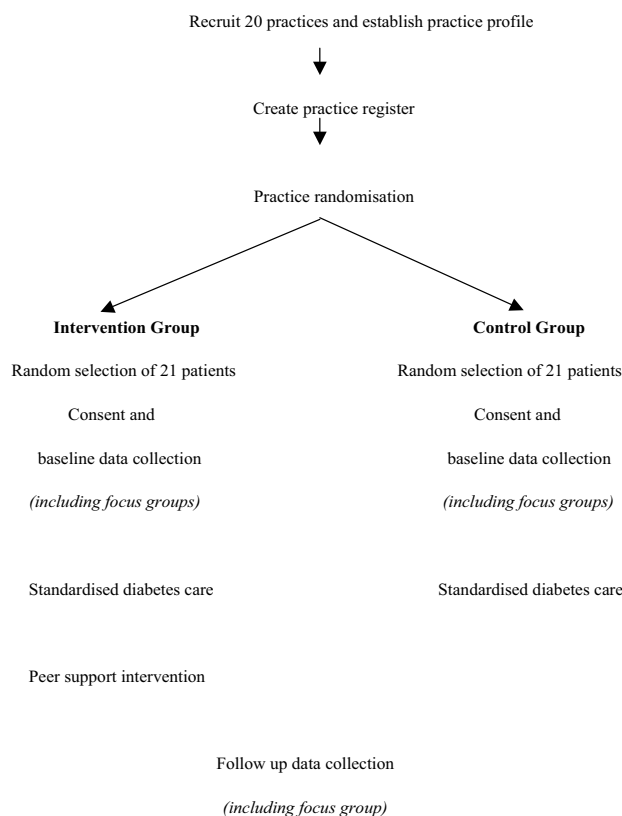 Recruit 20 practices and establish practice profile
Create practice register
Practice randomisation
Intervention Group
Random selection of 21 patients
Consent and
baseline data collection
(including focus groups)
Standardised diabetes care
Peer support intervention
Control Group
Random selection of 21 patients
Consent and
baseline data collection
(including focus groups)
Standardised diabetes care
Follow up data collection
(including focus group)